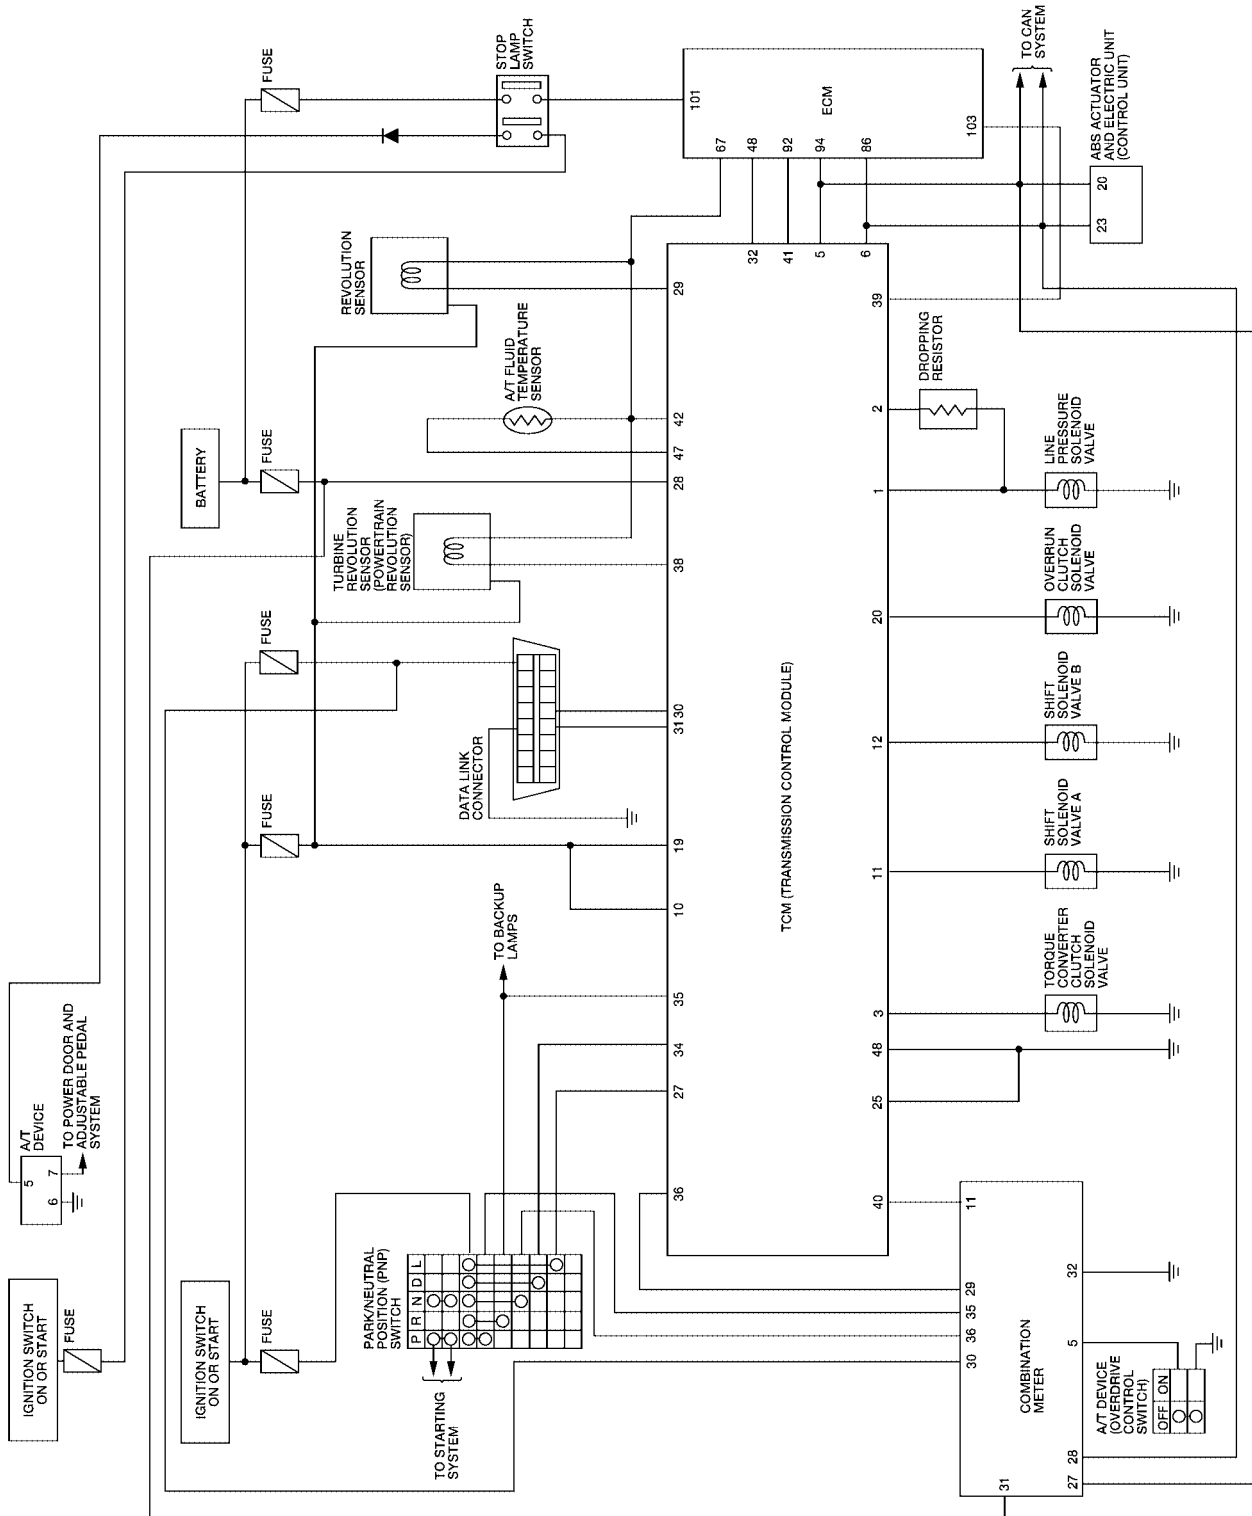 IGNITION SWITCH
ON OR START
FUSE
A/T
DEVICE
5
6
7
TO POWER DOOR AND
ADJUSTABLE PEDAL
SYSTEM
FUSE
STOP
LAMP
SWITCH
IGNITION SWITCH
ON OR START
FUSE
FUSE
FUSE
BATTERY
FUSE
REVOLUTION
SENSOR
TURBINE
REVOLUTION
SENSOR
(POWERTRAIN
REVOLUTION
SENSOR)
A/T FLUID
TEMPERATURE
SENSOR
DATA LINK
CONNECTOR
PARK/NEUTRAL
POSITION (PNP)
SWITCH
P R N D L
TO STARTING
SYSTEM
TO BACKUP
LAMPS
101
ECM
103
67
48
92
94
86
TO CAN
SYSTEM
ABS ACTUATOR
AND ELECTRIC UNIT
(CONTROL UNIT)
23
20
36
27
34
35
10
19
31
30
38
28
47
42
29
32
41
5
6
TCM (TRANSMISSION CONTROL MODULE)
40
25
48
3
11
12
20
1
2
39
DROPPING
RESISTOR
TORQUE
CONVERTER
CLUTCH
SOLENOID
VALVE
SHIFT
SOLENOID
VALVE A
SHIFT
SOLENOID
VALVE B
OVERRUN
CLUTCH
SOLENOID
VALVE
LINE
PRESSURE
SOLENOID
VALVE
30
36
35
29
11
COMBINATION
METER
31
27
28
5
32
A/T DEVICE
(OVERDRIVE
CONTROL
SWITCH)
OFF ON